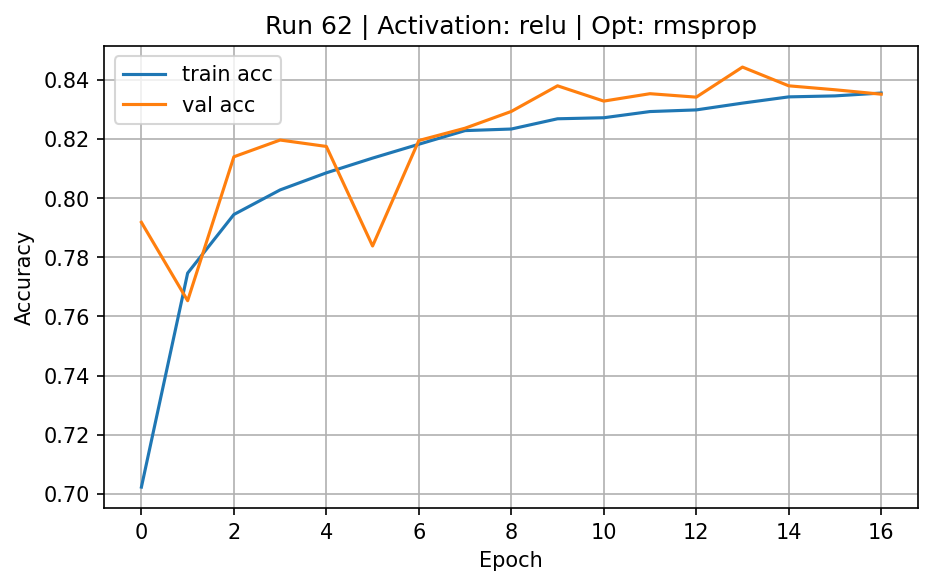 Run 62 | Activation: relu | Opt: rmsprop
train acc
val acc
Accuracy
0.84
0.82
0.80
0.78
0.76
0.74
0.72
0.70
0 2 4 6 8 10 12 14 16
Epoch